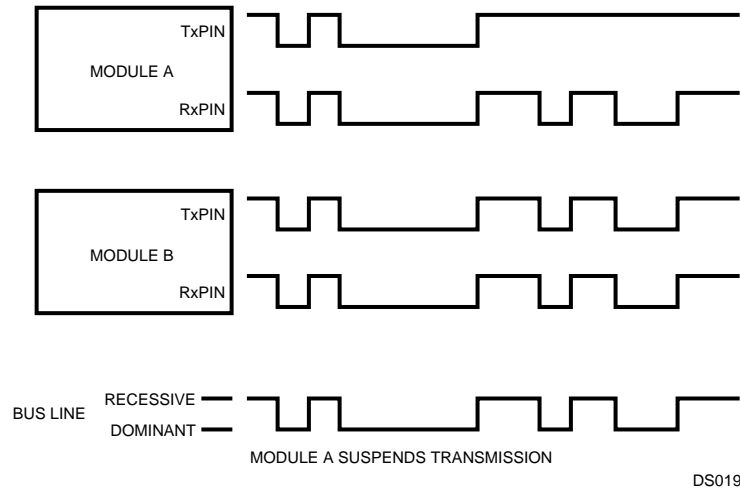 TxPIN
MODULE A
RxPIN
TxPIN
MODULE B
RxPIN
RECESSIVE
BUS LINE
DOMINANT
MODULE A SUSPENDS TRANSMISSION
DS019